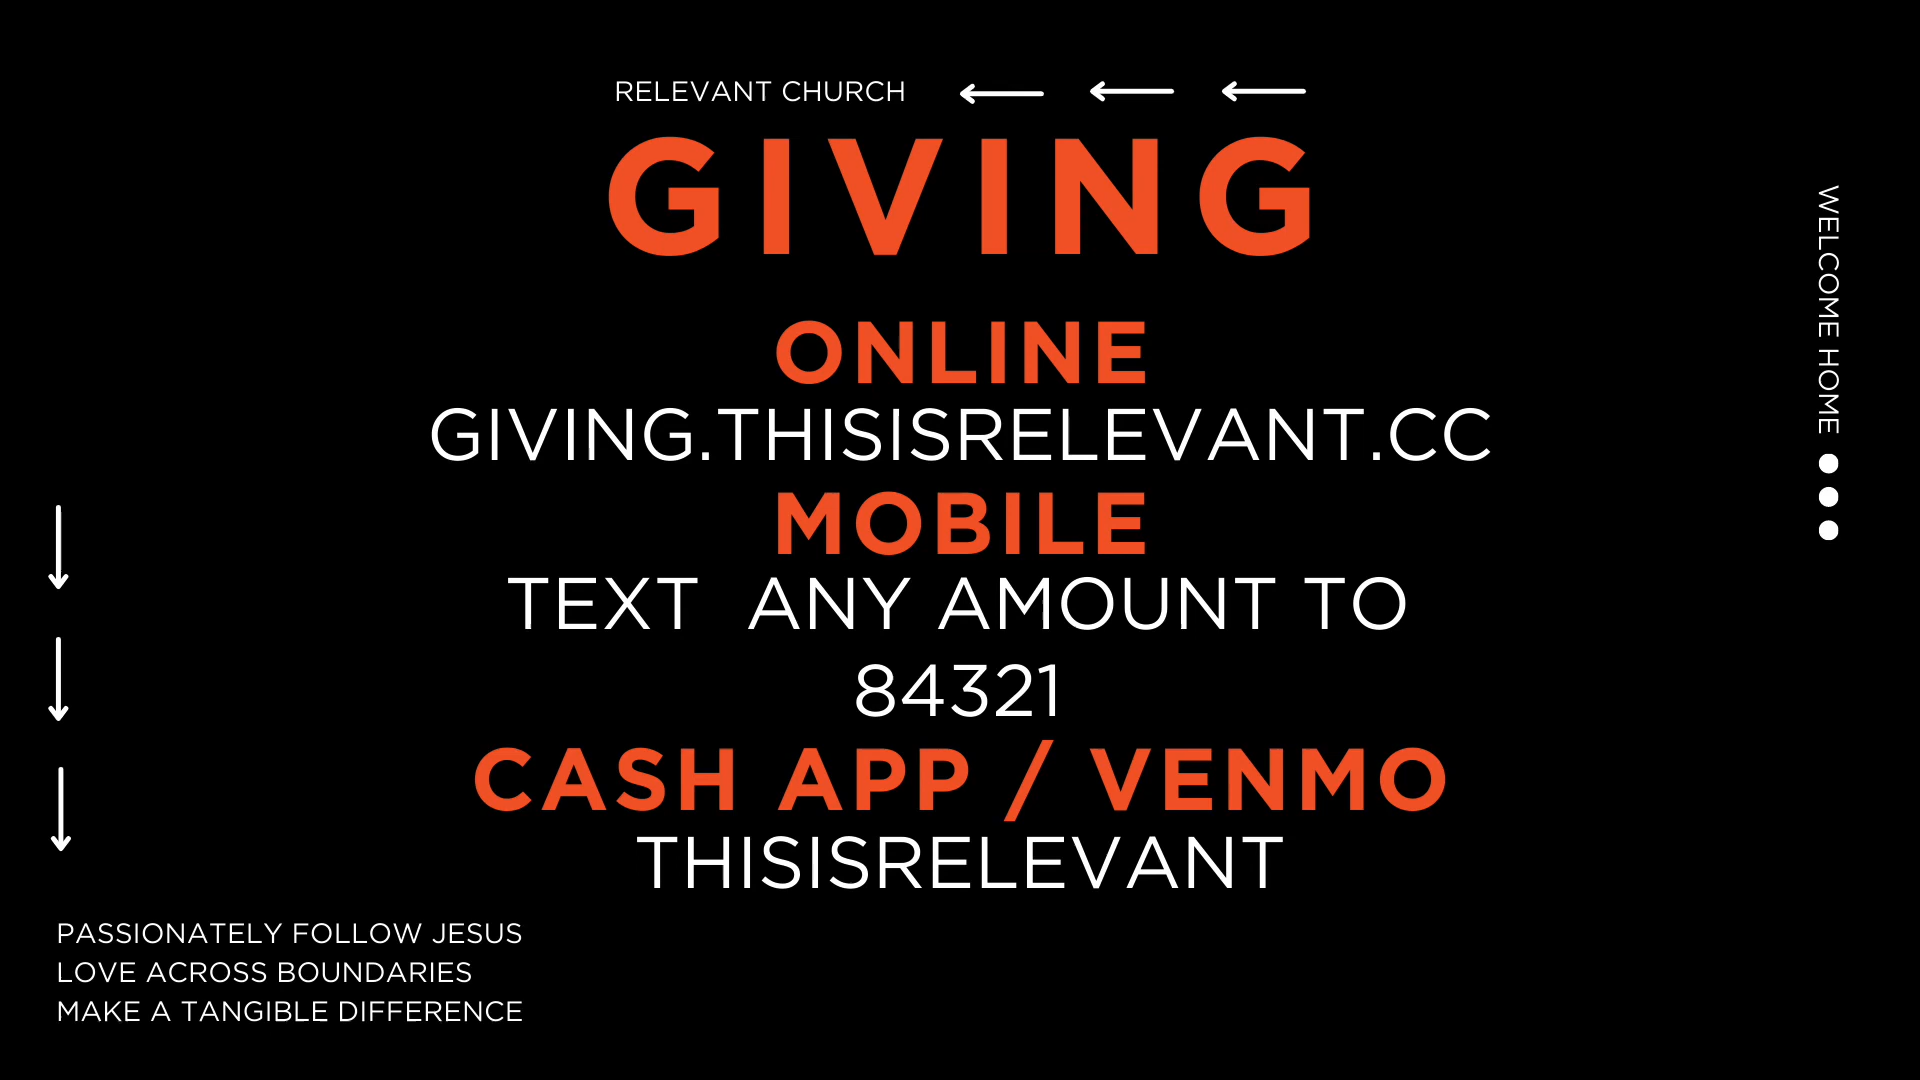 RELEVANT CHURCH
GIVING
ONLINE
GIVING.THISISRELEVANT.CC
MOBILE
TEXT  ANY AMOUNT TO
84321
CASH APP / VENMO
THISISRELEVANT
PASSIONATELY FOLLOW JESUS
LOVE ACROSS BOUNDARIES
MAKE A TANGIBLE DIFFERENCE
WELCOME HOME